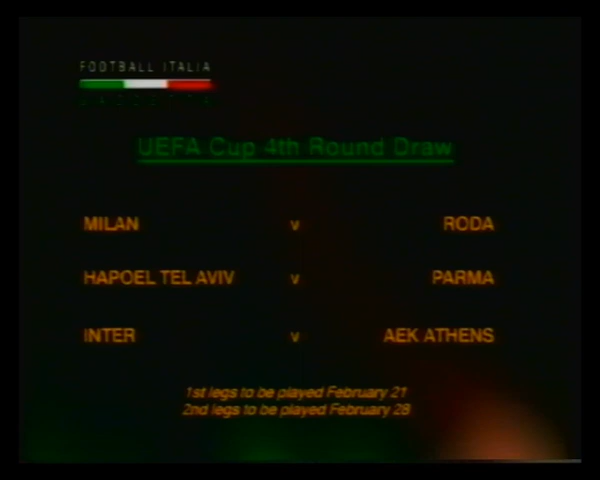 FOOTBALL ITALIA
UEFA Cup 4th Round Draw
MILAN v RODA
HAPOEL TEL AVIV v PARMA
INTER v AEK ATHENS
1st legs to be played February 21
2nd legs to be played February 28